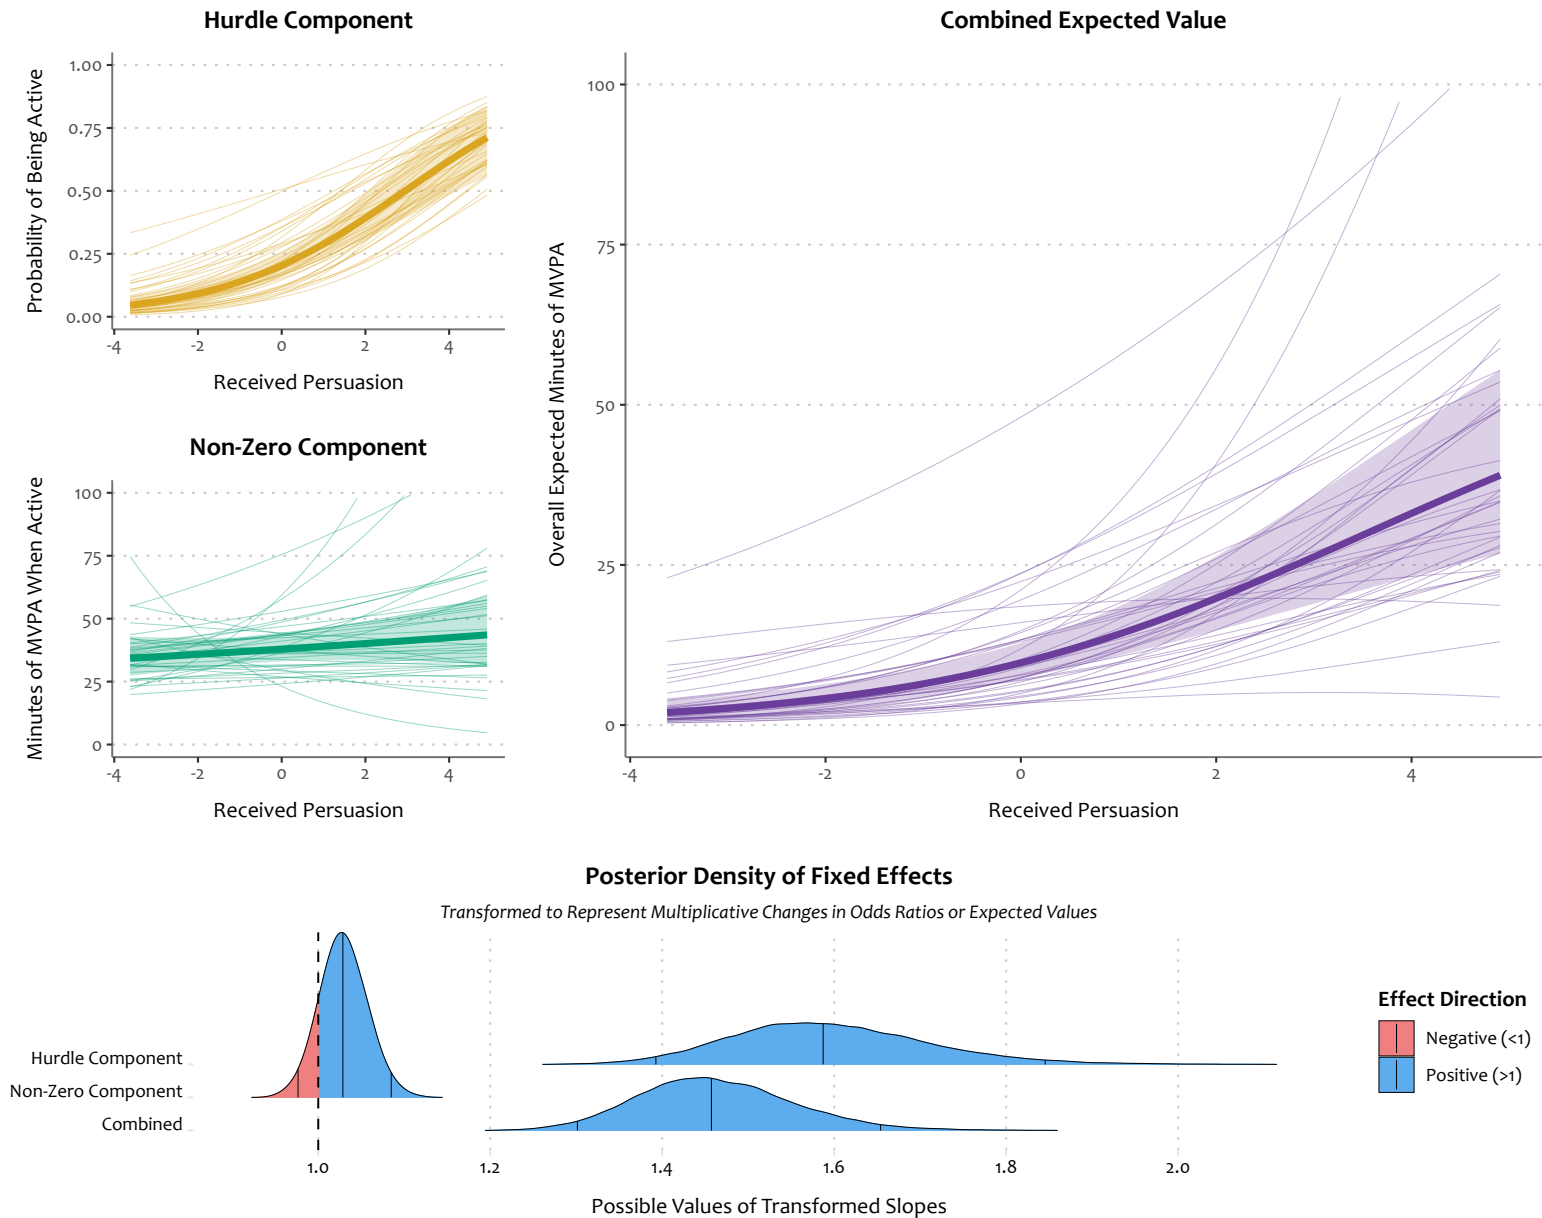 Hurdle Component
Probability of Being Active
1.00
0.75
0.50
0.25
0.00
-4 -2 0 2 4
Received Persuasion
Non-Zero Component
Minutes of MVPA When Active
100
75
50
25
0
-4 -2 0 2 4
Received Persuasion
Combined Expected Value
Overall Expected Minutes of MVPA
100
75
50
25
0
-4 -2 0 2 4
Received Persuasion
Posterior Density of Fixed Effects
Transformed to Represent Multiplicative Changes in Odds Ratios or Expected Values
Hurdle Component
Non-Zero Component
Combined
1.0 1.2 1.4 1.6 1.8 2.0
Possible Values of Transformed Slopes
Effect Direction
Negative (<1)
Positive (>1)